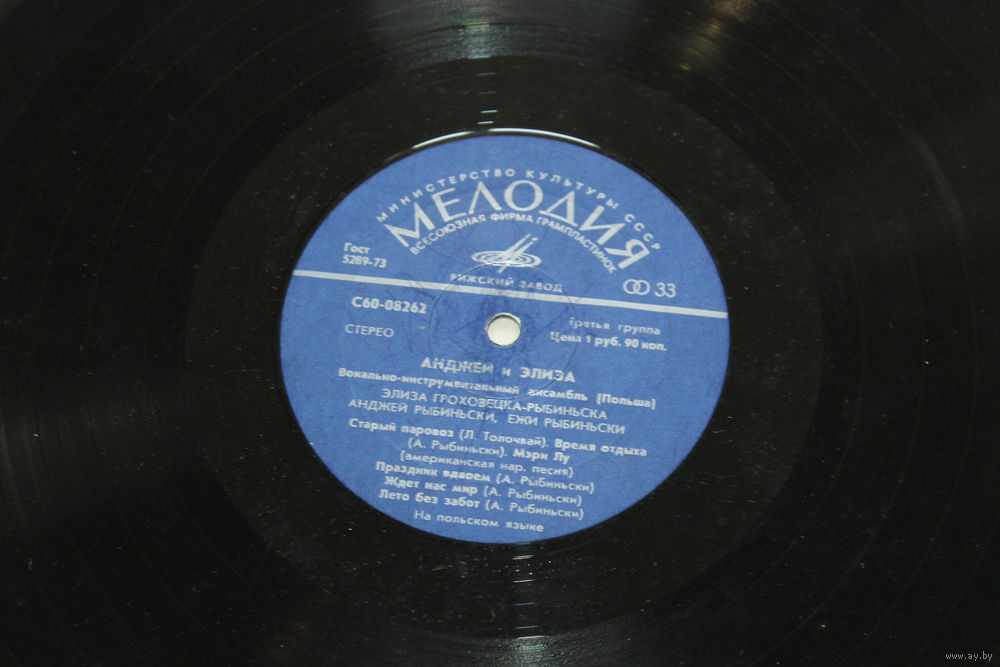 МИНИСТЕРСТВО КУЛЬТУРЫ СССР
МЕЛОДИЯ
ВСЕСОЮЗНАЯ ФИРМА ГРАМПЛАСТИНОК
Гост
5289-73
РИЖСКИЙ ЗАВОД
33
С60-08262
СТЕРЕО
Третья группа
Цена 1 руб. 90 коп.
АНДЖЕЙ и ЭЛИЗА
Вокально-инструментальный ансамбль [Польша]
ЭЛИЗА ГРОХОВЕЦКА-РЫБИНЬСКА
АНДЖЕЙ РЫБИНЬСКИ, ЕЖИ РЫБИНЬСКИ
Старый паровоз (Л. Толочвай). Время отдыха
(А. Рыбиньски). Мэри Лу
(американская нар. песня)
Праздник вдвоем (А. Рыбиньски)
Ждет нас мир (А. Рыбиньски)
Лето без забот (А. Рыбиньски)
На польском языке
www.ay.by